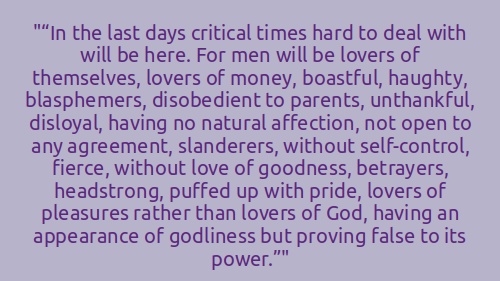 "“In the last days critical times hard to deal with
will be here. For men will be lovers of
themselves, lovers of money, boastful, haughty,
blasphemers, disobedient to parents, unthankful,
disloyal, having no natural affection, not open to
any agreement, slanderers, without self-control,
fierce, without love of goodness, betrayers,
headstrong, puffed up with pride, lovers of
pleasures rather than lovers of God, having an
appearance of godliness but proving false to its
power.”"